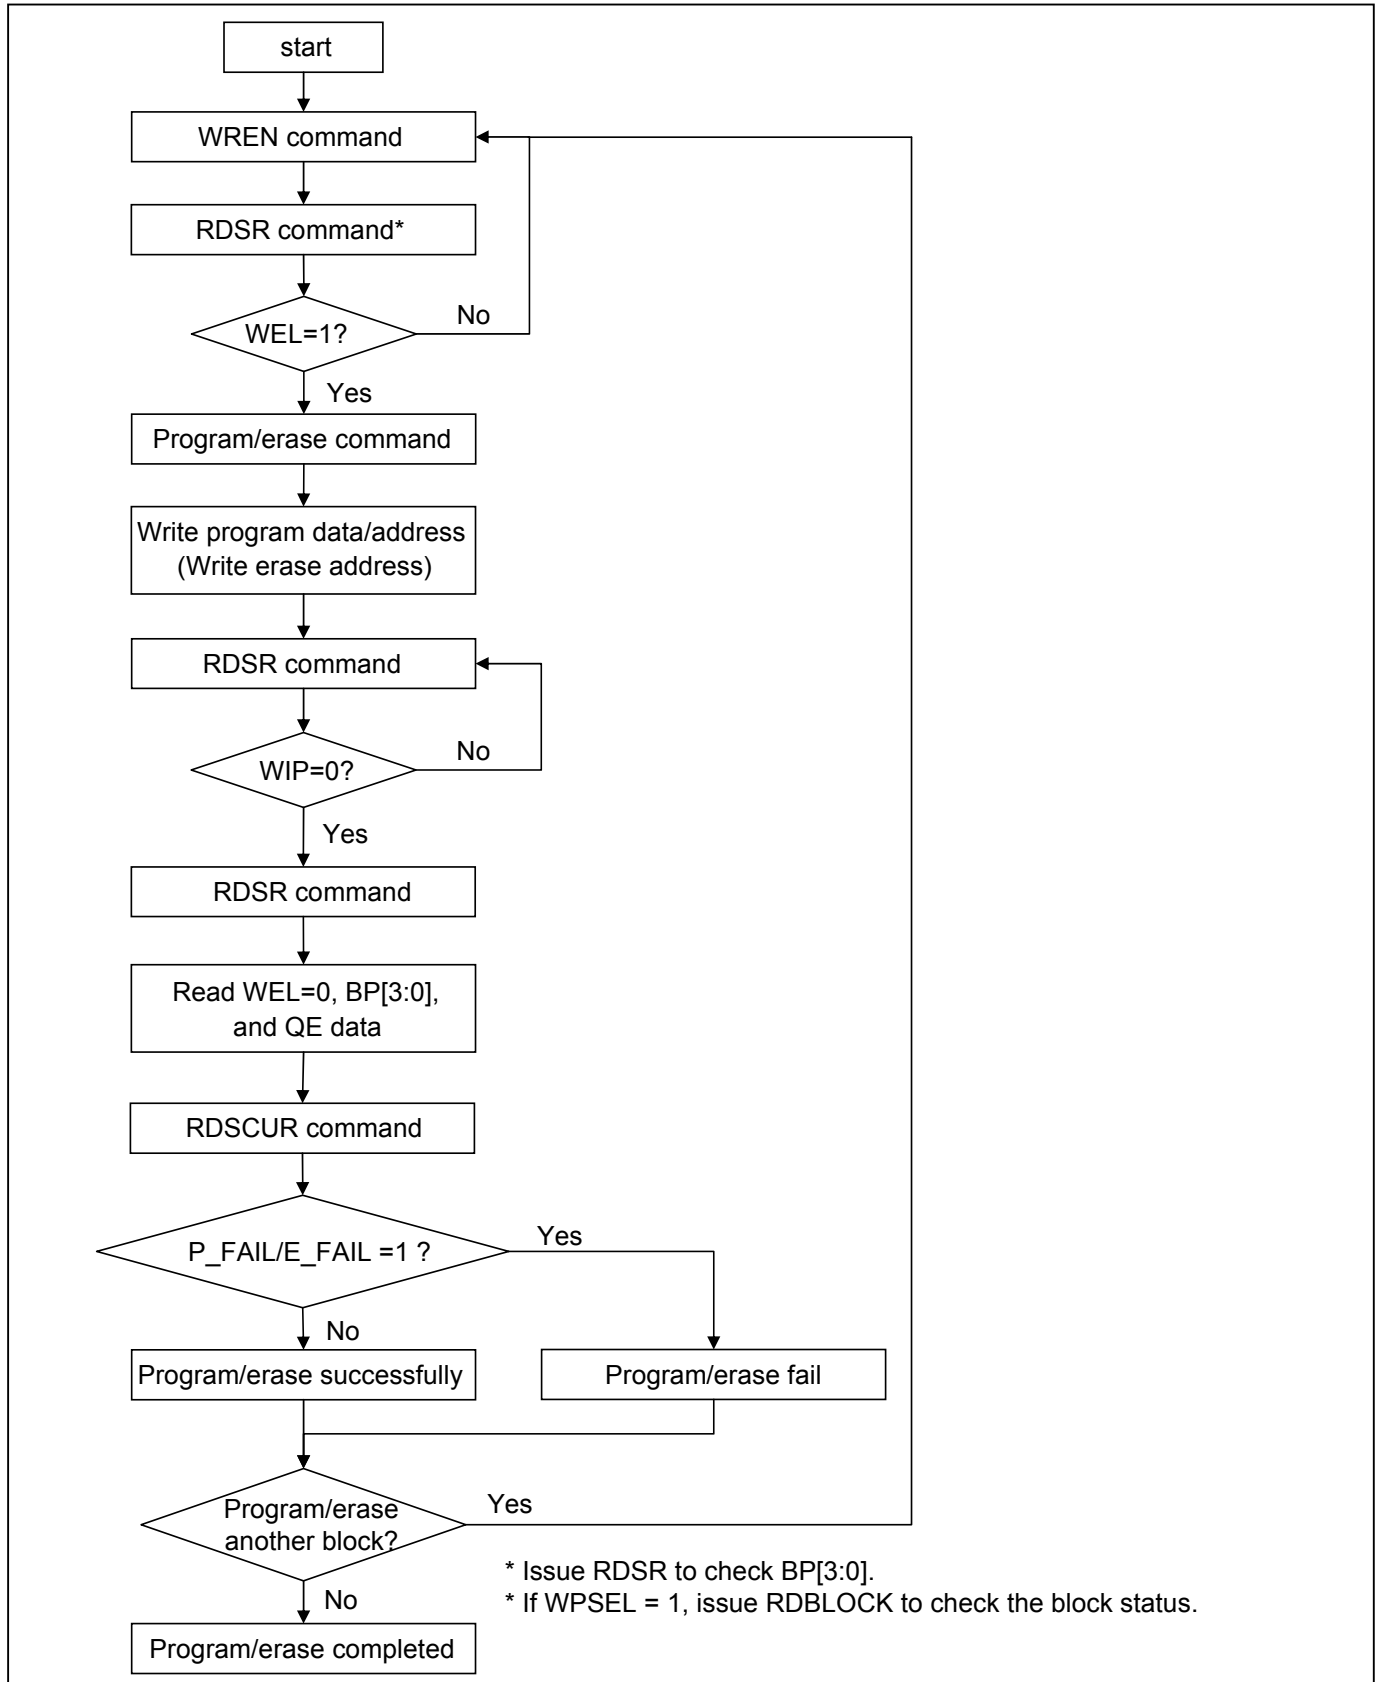 start
WREN command
RDSR command*
WEL=1?
No
Yes
Program/erase command
Write program data/address
(Write erase address)
RDSR command
WIP=0?
No
Yes
RDSR command
Read WEL=0, BP[3:0],
and QE data
RDSCUR command
P_FAIL/E_FAIL =1 ?
Yes
No
Program/erase successfully
Program/erase fail
Program/erase
another block?
Yes
* Issue RDSR to check BP[3:0].
* If WPSEL = 1, issue RDBLOCK to check the block status.
No
Program/erase completed